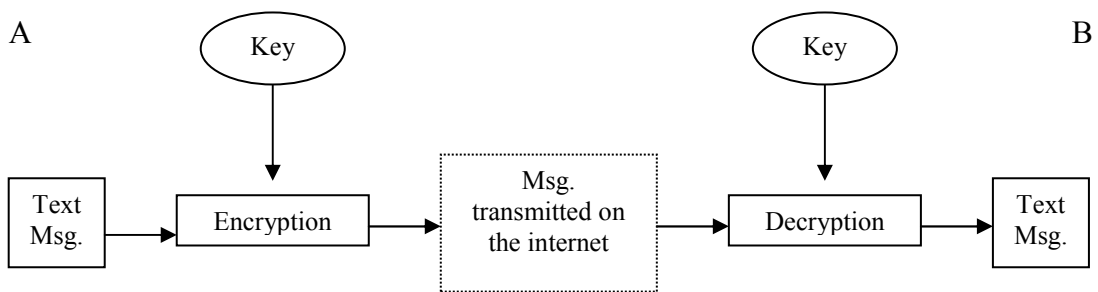 A
Key
Key
B
Text
Msg.
Encryption
Msg.
transmitted on
the internet
Decryption
Text
Msg.